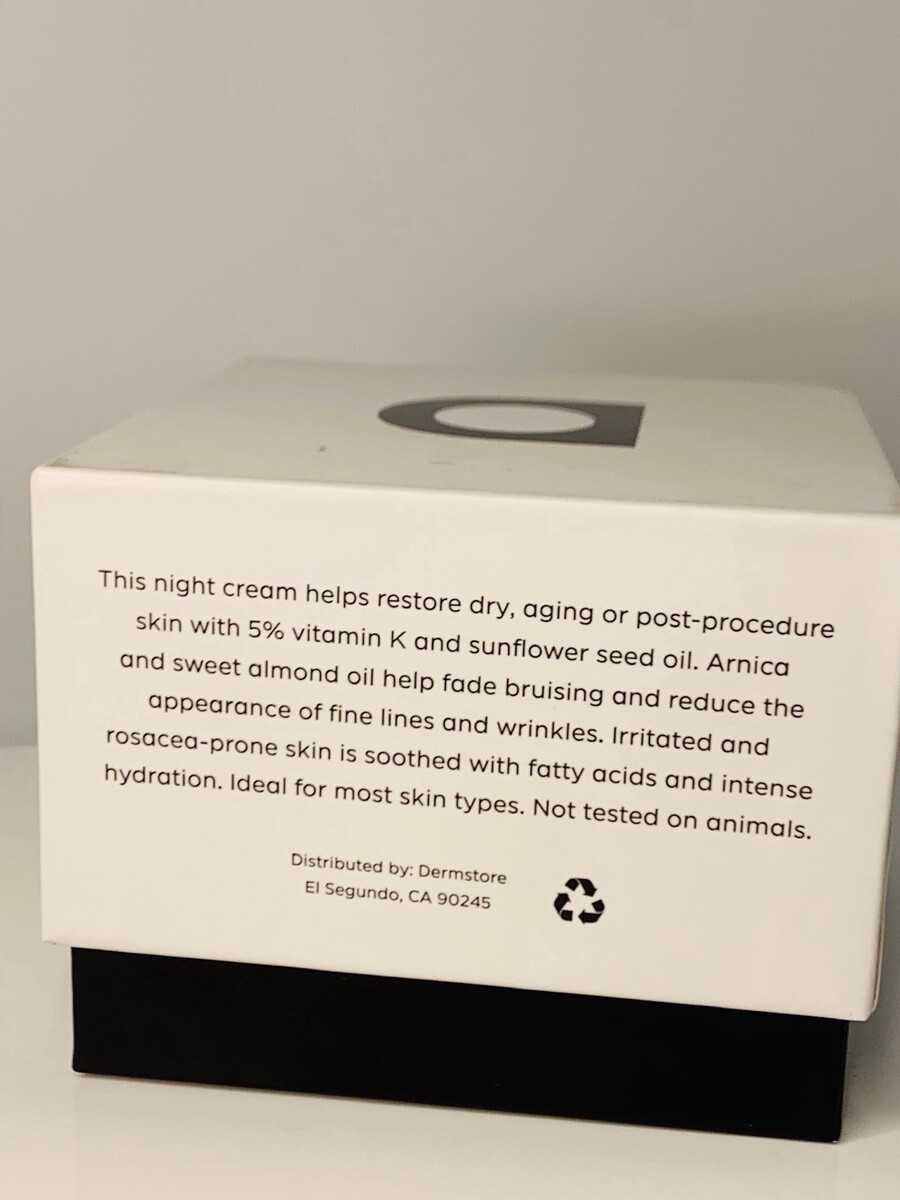 This night cream helps restore dry, aging or post-procedure
skin with 5% vitamin K and sunflower seed oil. Arnica
and sweet almond oil help fade bruising and reduce the
appearance of fine lines and wrinkles. Irritated and
rosacea-prone skin is soothed with fatty acids and intense
hydration. Ideal for most skin types. Not tested on animals.
Distributed by: Dermstore
El Segundo, CA 90245